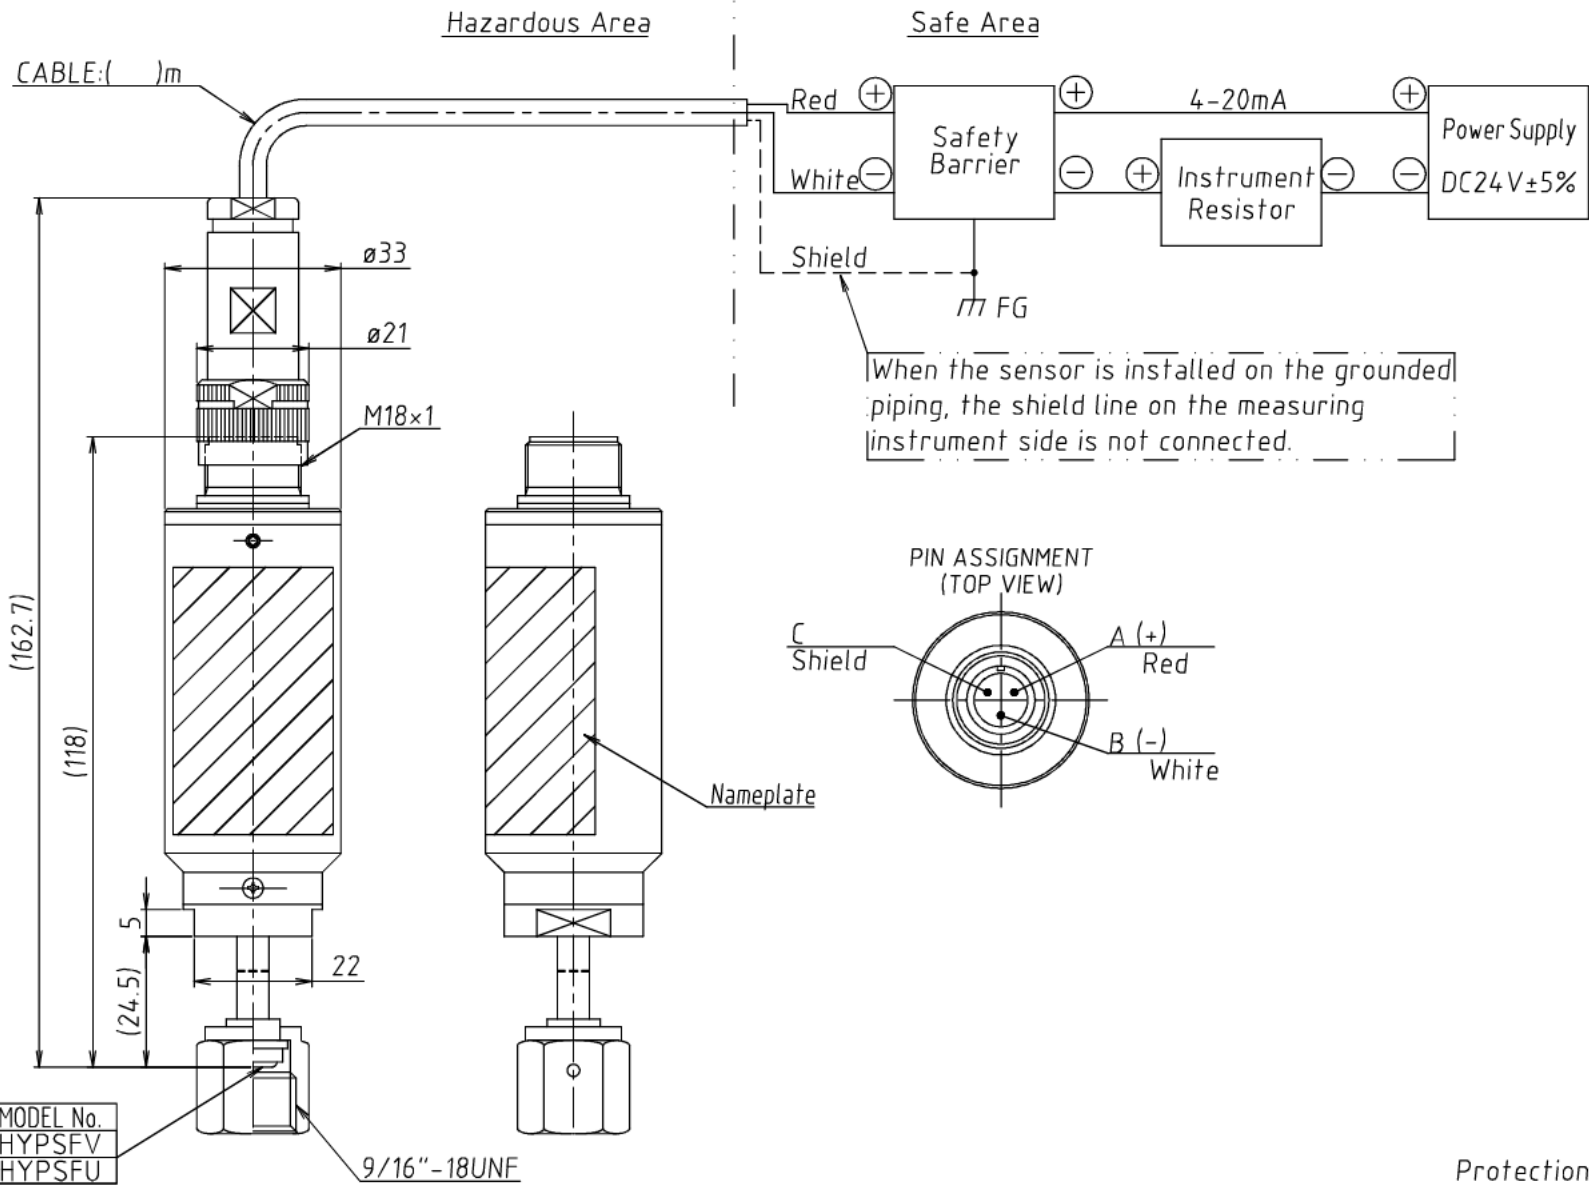 Hazardous Area
Safe Area
CABLE:(    )m
Red
4-20mA
Safety
Barrier
Power Supply
DC24V±5%
White
Instrument
Resistor
Shield
FG
ø33
ø21
M18×1
When the sensor is installed on the grounded
piping, the shield line on the measuring
instrument side is not connected.
PIN ASSIGNMENT
(TOP VIEW)
C
Shield
A (+)
Red
B (-)
White
(162.7)
(118)
Nameplate
5
22
(24.5)
MODEL No.
HYPSFV
HYPSFU
9/16"-18UNF
Protection